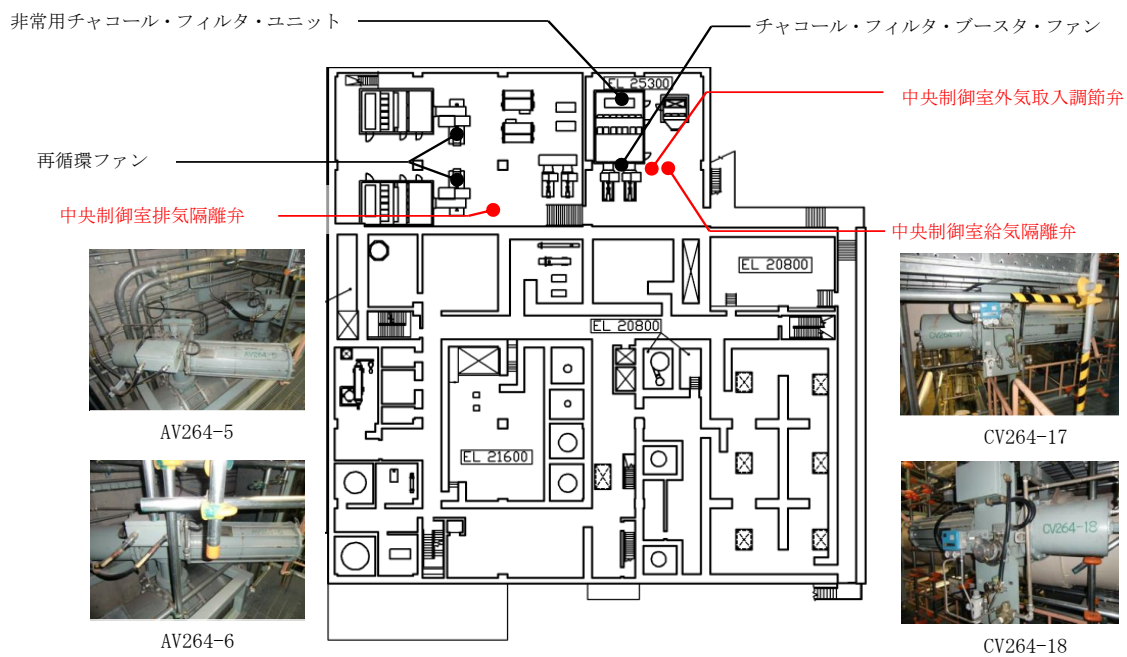 非常用チャコール・フィルタ・ユニット
チャコール・フィルタ・ブースタ・ファン
EL 25300
中央制御室外気取入調節弁
再循環ファン
中央制御室排気隔離弁
中央制御室給気隔離弁
EL 20800
EL 20800
EL 21600
AV264-5
AV264-5
CV264-17
AV264-6
CV264-18
CV264-18